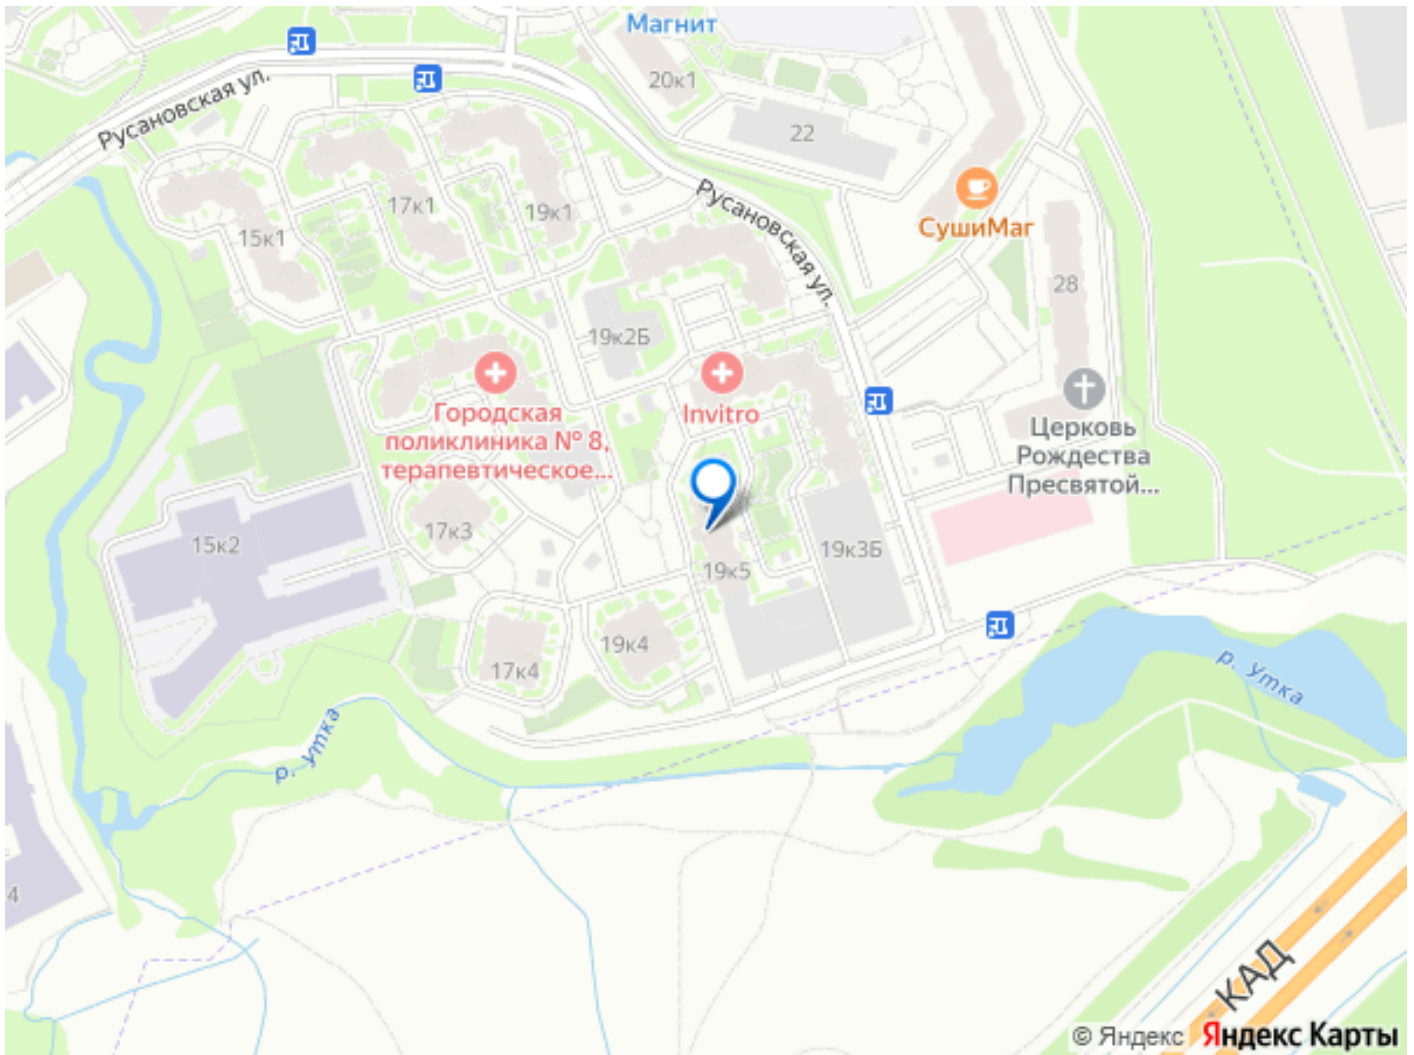 Магнит
20к1
Русановская ул.
22
17к1
19к1
15к1
Русановская ул.
СушиМаг
28
19к2Б
Городская
поликлиника № 8,
терапевтическое...
Invitro
Церковь
Рождества
Пресвятой...
17к3
15к2
19к5
19к3Б
19к4
17к4
р. Утка
р. Утка
4
КАД
© Яндекс Яндекс Карты